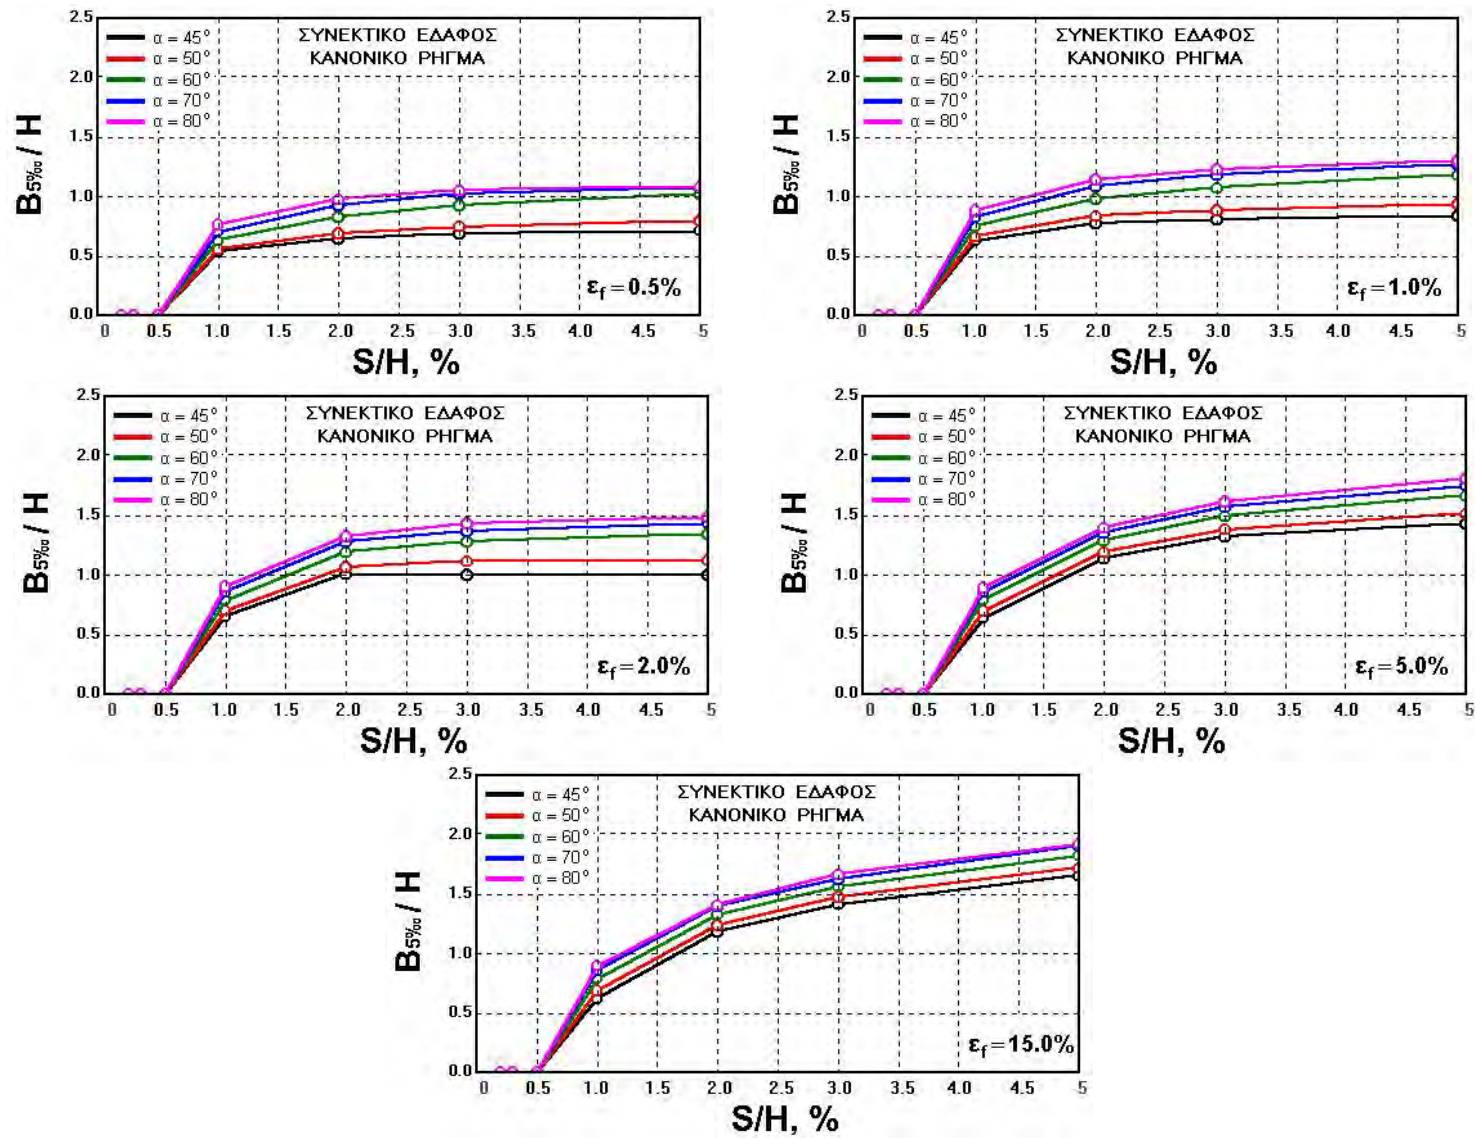 2.5
2.0
1.5
1.0
0.5
0.0
B5‰ / H
α = 45°
α = 50°
α = 60°
α = 70°
α = 80°
ΣΥΝΕΚΤΙΚΟ ΕΔΑΦΟΣ
ΚΑΝΟΝΙΚΟ ΡΗΓΜΑ
εf = 0.5%
0 0.5 1.0 1.5 2.0 2.5 3.0 3.5 4.0 4.5 5
S/H, %
2.5
2.0
1.5
1.0
0.5
0.0
B5‰ / H
α = 45°
α = 50°
α = 60°
α = 70°
α = 80°
ΣΥΝΕΚΤΙΚΟ ΕΔΑΦΟΣ
ΚΑΝΟΝΙΚΟ ΡΗΓΜΑ
εf = 1.0%
0 0.5 1.0 1.5 2.0 2.5 3.0 3.5 4.0 4.5 5
S/H, %
2.5
2.0
1.5
1.0
0.5
0.0
B5‰ / H
α = 45°
α = 50°
α = 60°
α = 70°
α = 80°
ΣΥΝΕΚΤΙΚΟ ΕΔΑΦΟΣ
ΚΑΝΟΝΙΚΟ ΡΗΓΜΑ
εf = 2.0%
0 0.5 1.0 1.5 2.0 2.5 3.0 3.5 4.0 4.5 5
S/H, %
2.5
2.0
1.5
1.0
0.5
0.0
B5‰ / H
α = 45°
α = 50°
α = 60°
α = 70°
α = 80°
ΣΥΝΕΚΤΙΚΟ ΕΔΑΦΟΣ
ΚΑΝΟΝΙΚΟ ΡΗΓΜΑ
εf = 5.0%
0 0.5 1.0 1.5 2.0 2.5 3.0 3.5 4.0 4.5 5
S/H, %
2.5
2.0
1.5
1.0
0.5
0.0
B5‰ / H
α = 45°
α = 50°
α = 60°
α = 70°
α = 80°
ΣΥΝΕΚΤΙΚΟ ΕΔΑΦΟΣ
ΚΑΝΟΝΙΚΟ ΡΗΓΜΑ
εf = 15.0%
0 0.5 1.0 1.5 2.0 2.5 3.0 3.5 4.0 4.5 5
S/H, %